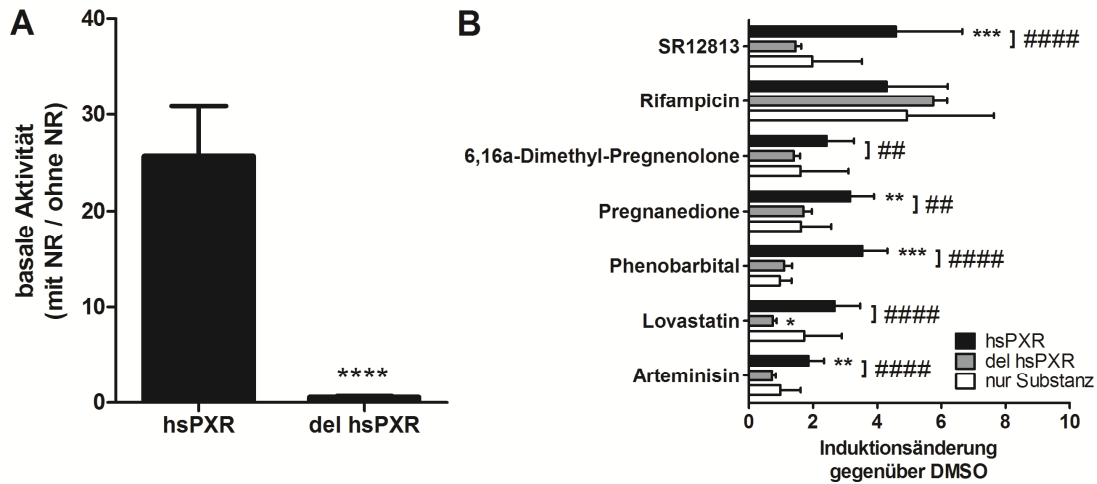 A
basale Aktivität
(mit NR / ohne NR)
40
30
20
10
0
****
hsPXR
del hsPXR
B
SR12813
*** ] ####
Rifampicin
6,16a-Dimethyl-Pregnenolone
] ##
Pregnanedione
** ] ##
Phenobarbital
*** ] ####
Lovastatin
] ####
*
Arteminisin
** ] ####
hsPXR
del hsPXR
nur Substanz
0 2 4 6 8 10
Induktionsänderung
gegenüber DMSO